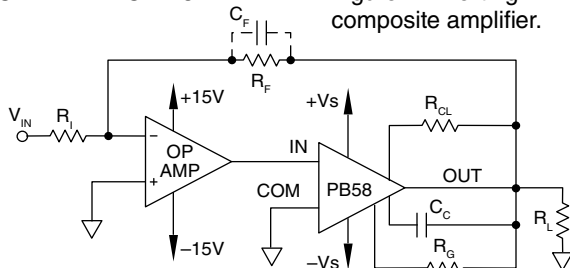 composite amplifier.
C_F
R_F
V_IN
R_I
+15V
+Vs
R_CL
−
OP
AMP
+
IN
COM
PB58
OUT
C_C
R_L
−15V
−Vs
R_G